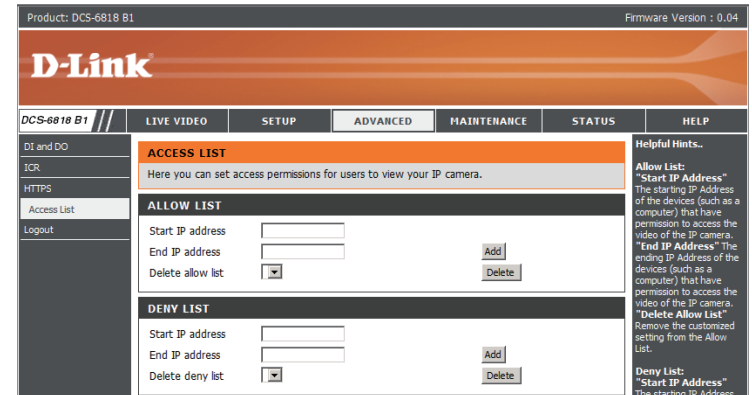 Product: DCS-6818 B1
Firmware Version : 0.04
D-Link
DCS-6818 B1
LIVE VIDEO
SETUP
ADVANCED
MAINTENANCE
STATUS
HELP
DI and DO
ICR
HTTPS
Access List
Logout
ACCESS LIST
Here you can set access permissions for users to view your IP camera.
ALLOW LIST
Start IP address
End IP address
Add
Delete allow list
Delete
DENY LIST
Start IP address
End IP address
Add
Delete deny list
Delete
Helpful Hints..
Allow List:
"Start IP Address"
The starting IP Address
of the devices (such as a
computer) that have
permission to access the
video of the IP camera.
"End IP Address" The
ending IP Address of the
devices (such as a
computer) that have
permission to access the
video of the IP camera.
"Delete Allow List"
Remove the customized
setting from the Allow
List.
Deny List:
"Start IP Address"
The starting IP Address